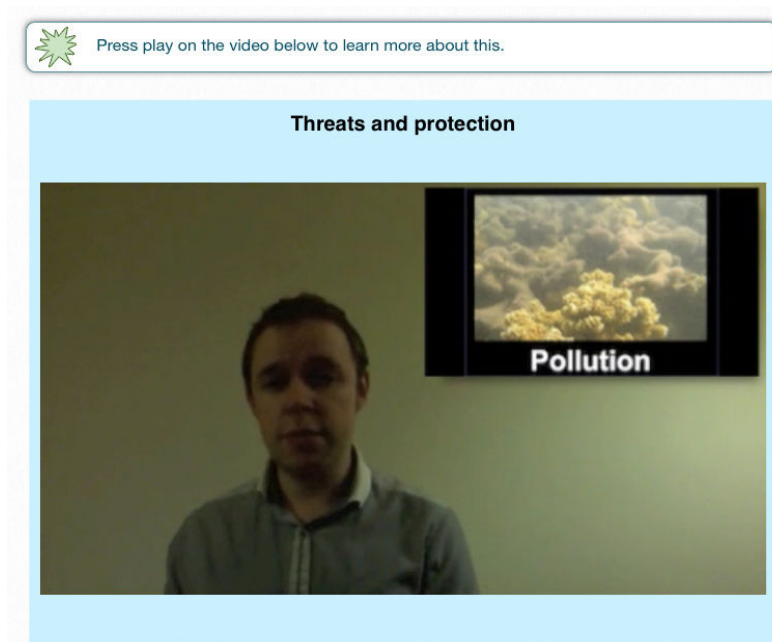 Press play on the video below to learn more about this.
Threats and protection
Pollution